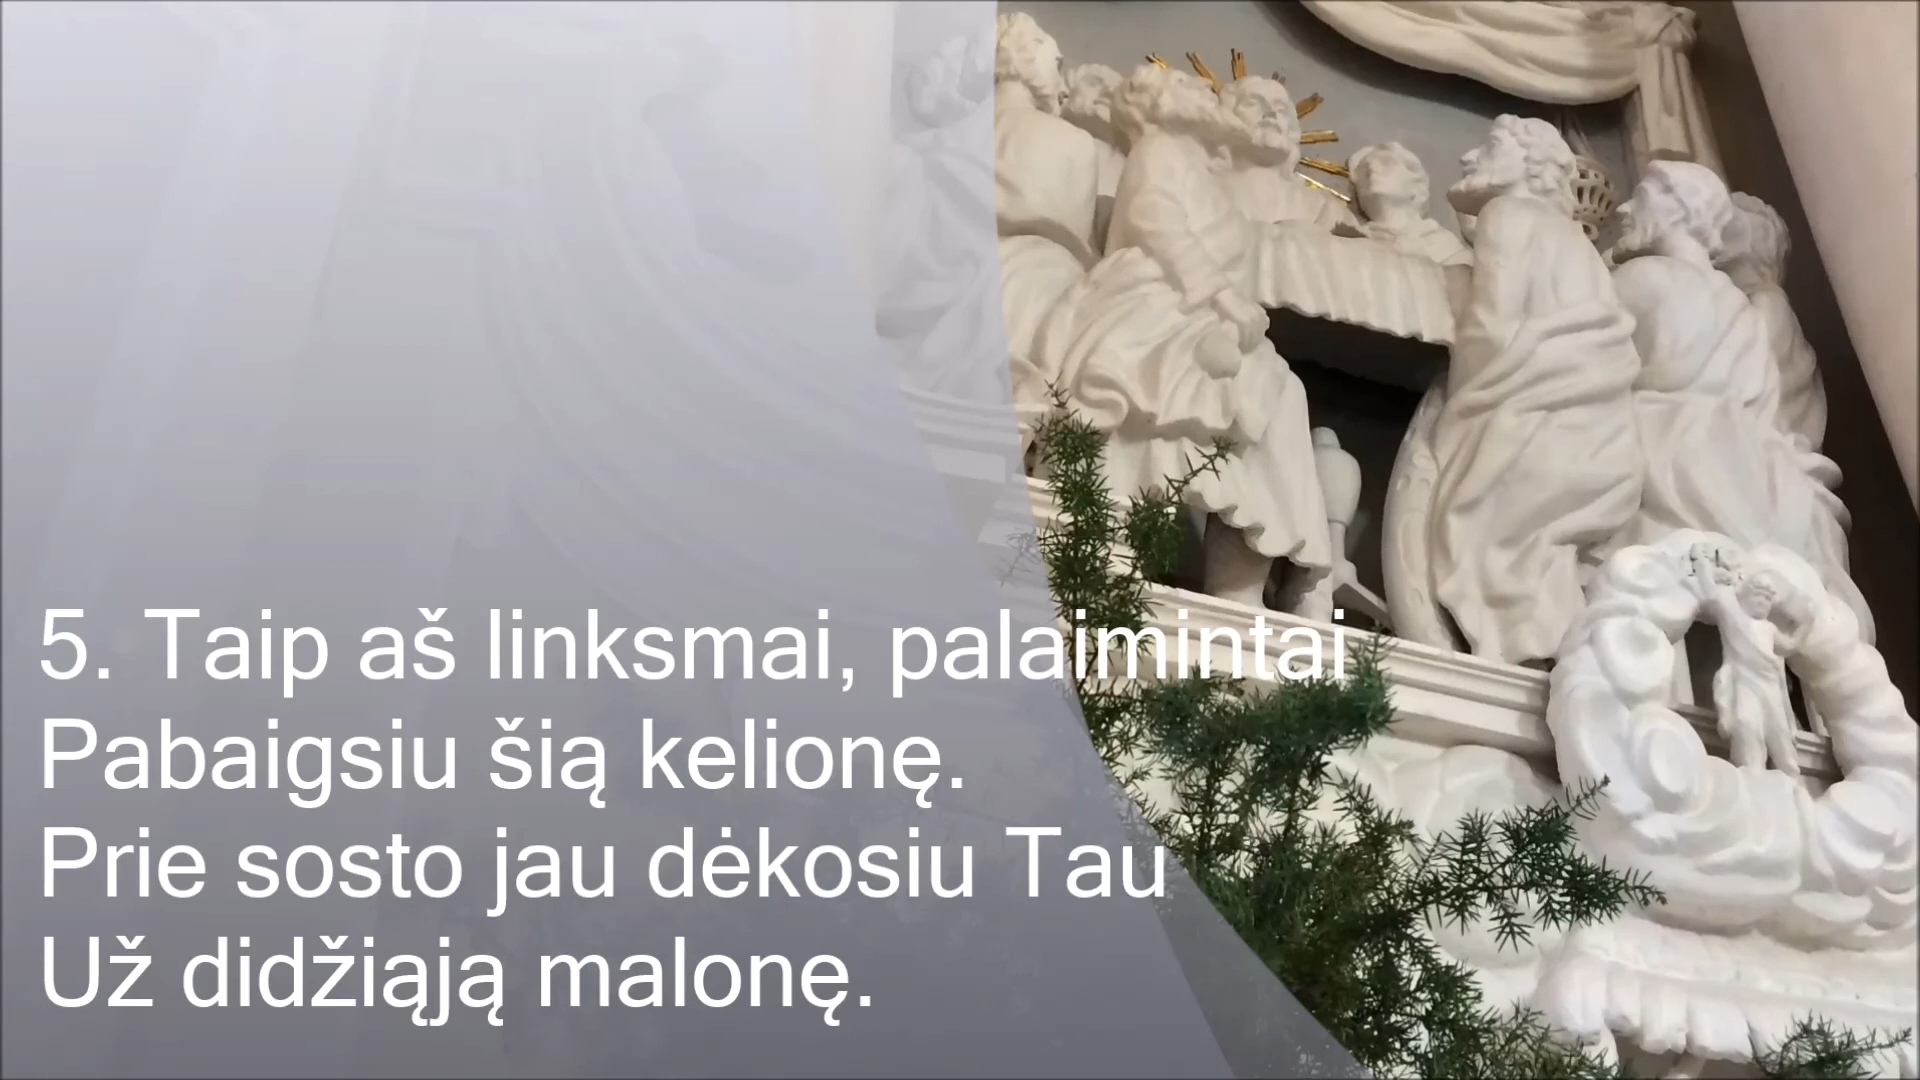 5. Taip aš linksmai, palaimintai
Pabaigsiu šią kelionę.
Prie sosto jau dėkosiu Tau
Už didžiąją malonę.